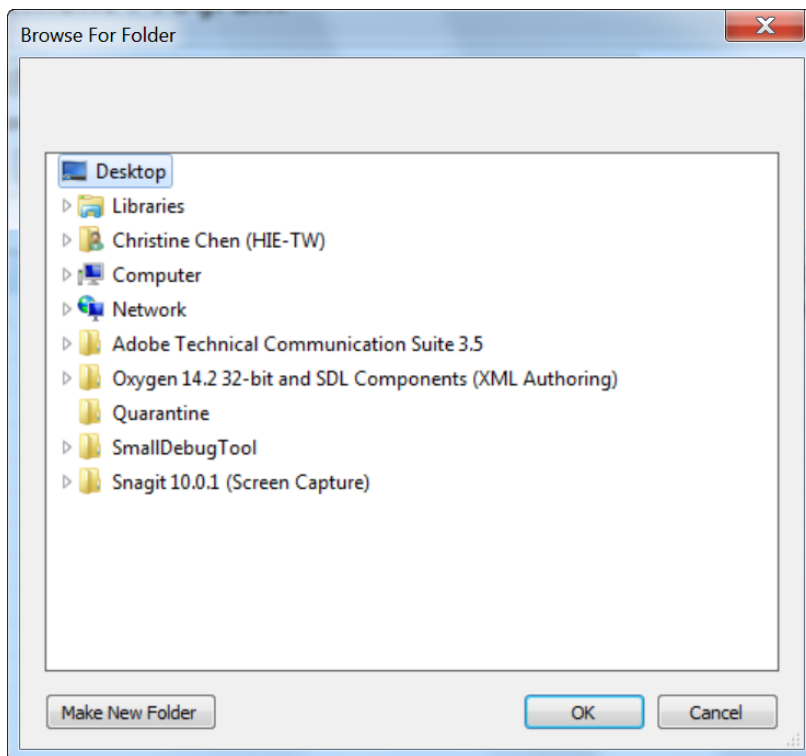 Browse For Folder
Desktop
Libraries
Christine Chen (HIE-TW)
Computer
Network
Adobe Technical Communication Suite 3.5
Oxygen 14.2 32-bit and SDL Components (XML Authoring)
Quarantine
SmallDebugTool
Snagit 10.0.1 (Screen Capture)
Make New Folder
OK
Cancel